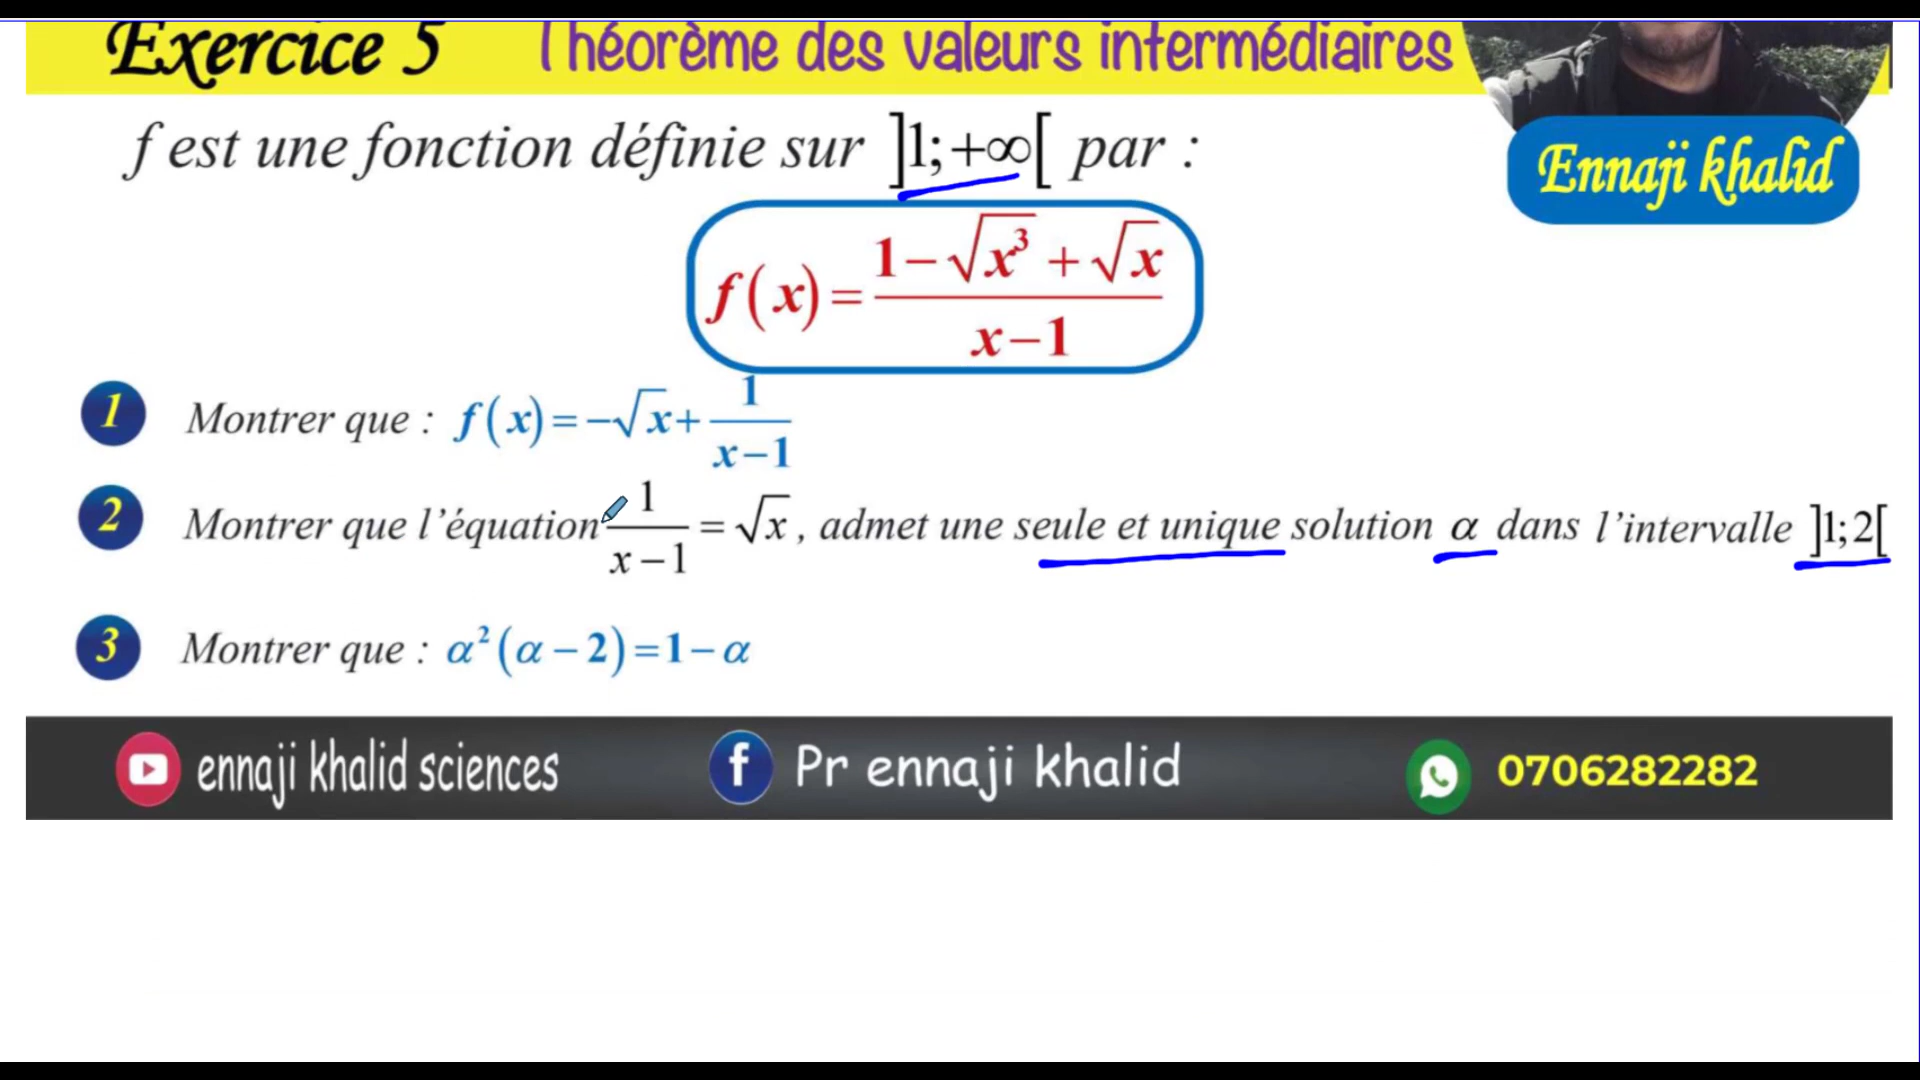 Exercice 5 Théorème des valeurs intermédiaires
f est une fonction définie sur ]1;+∞[ par :
Ennaji khalid
f(x) = (1−√x³ + √x)/(x−1)
1 Montrer que : f(x) = −√x + 1/(x−1)
2 Montrer que l'équation 1/(x−1) = √x , admet une seule et unique solution α dans l'intervalle ]1;2[
3 Montrer que : α²(α−2)=1−α
ennaji khalid sciences f Pr ennaji khalid 0706282282